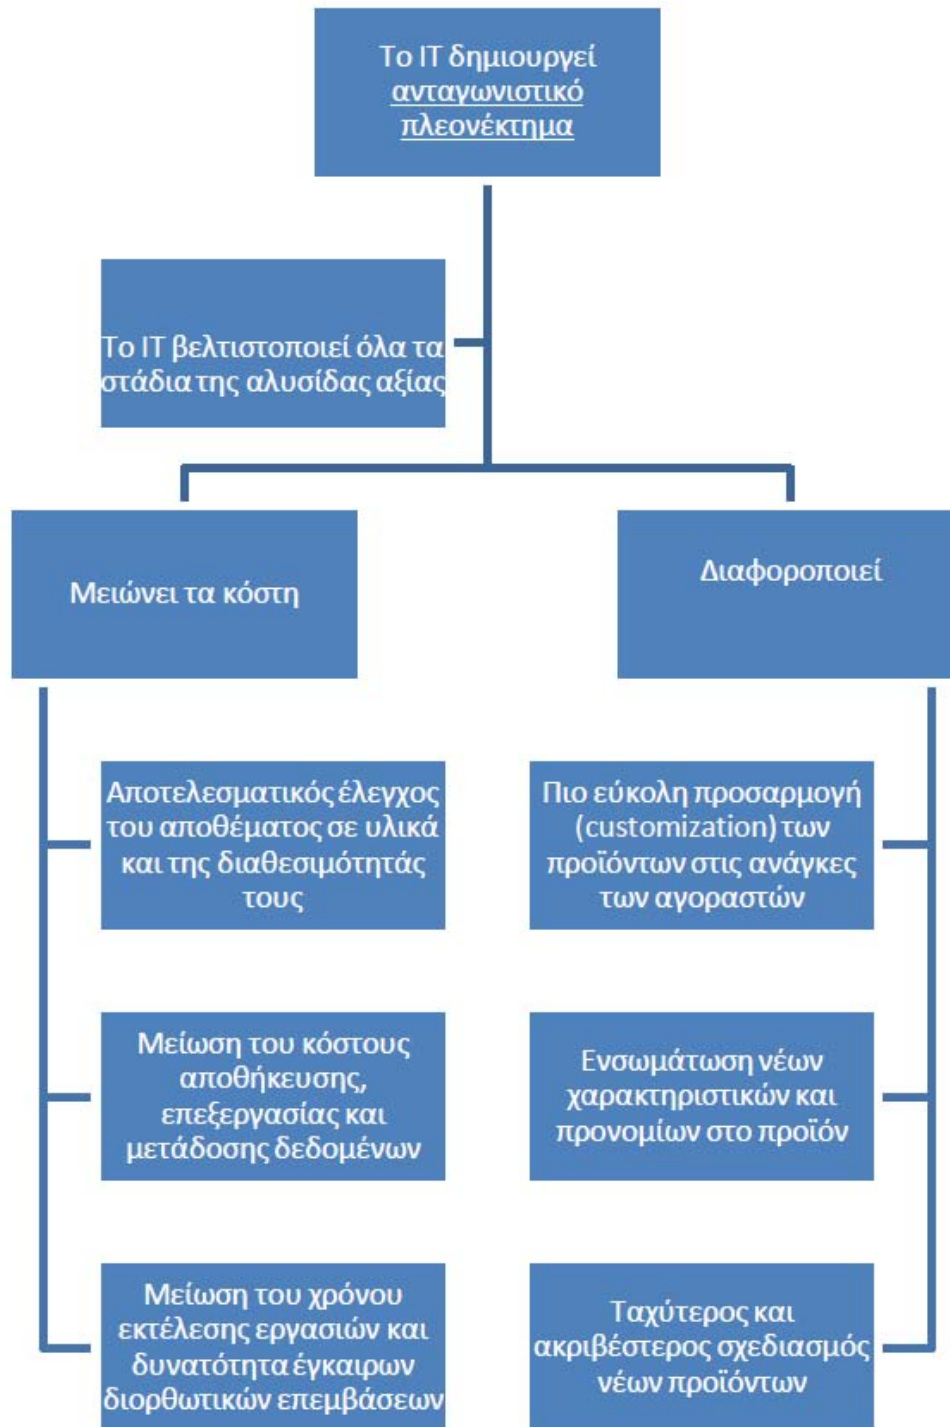 Το IT δημιουργεί
ανταγωνιστικό
πλεονέκτημα
Το IT βελτιστοποιεί όλα τα
στάδια της αλυσίδας αξίας
Μειώνει τα κόστη
Διαφοροποιεί
Αποτελεσματικός έλεγχος
του αποθέματος σε υλικά
και της διαθεσιμότητάς
τους
Μείωση του κόστους
αποθήκευσης,
επεξεργασίας και
μετάδοσης δεδομένων
Μείωση του χρόνου
εκτέλεσης εργασιών και
δυνατότητα έγκαιρων
διορθωτικών επεμβάσεων
Πιο εύκολη προσαρμογή
(customization) των
προϊόντων στις ανάγκες
των αγοραστών
Ενσωμάτωση νέων
χαρακτηριστικών και
προνομίων στο προϊόν
Ταχύτερος και
ακριβέστερος σχεδιασμός
νέων προϊόντων